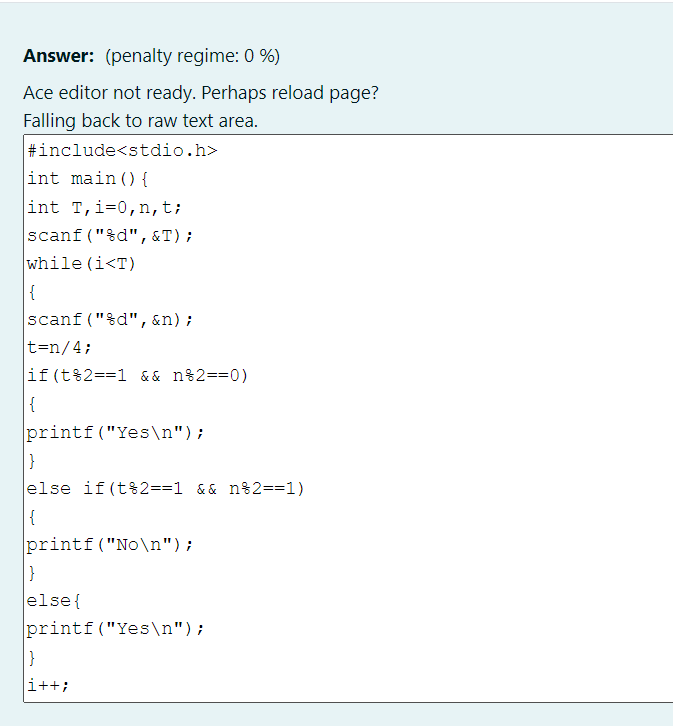 Answer: (penalty regime: 0 %)
Ace editor not ready. Perhaps reload page?
Falling back to raw text area.
#include<stdio.h>
int main(){
int T,i=0,n,t;
scanf("%d",&T);
while(i<T)
{
scanf("%d",&n);
t=n/4;
if(t%2==1 && n%2==0)
{
printf("Yes\n");
}
else if(t%2==1 && n%2==1)
{
printf("No\n");
}
else{
printf("Yes\n");
}
i++;